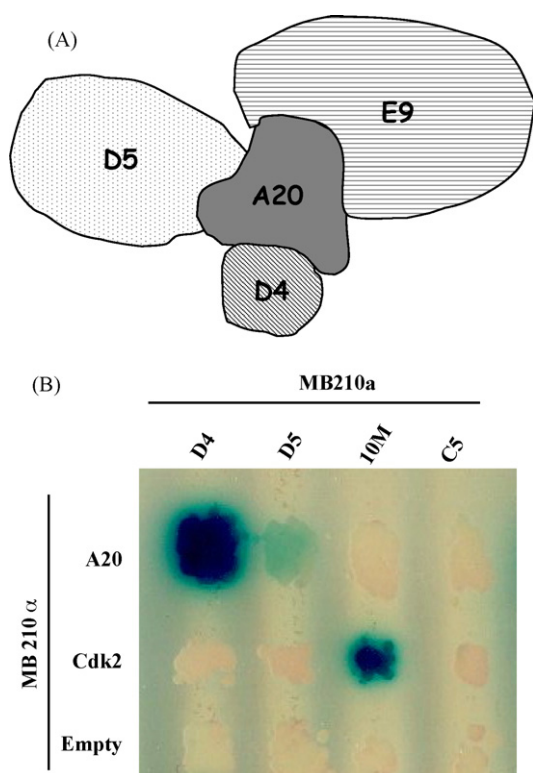 (A)
D5
E9
A20
D4
(B)
MB210a
D4 D5 10M C5
MB 210 α
A20
Cdk2
Empty